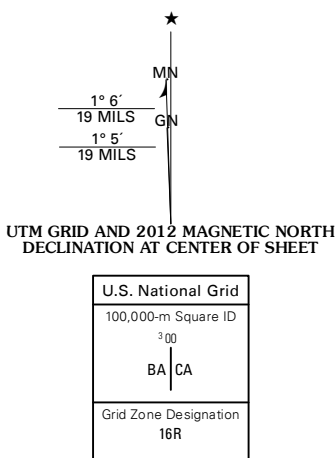 ★
MN
1° 6´
19 MILS
GN
1° 5´
19 MILS
UTM GRID AND 2012 MAGNETIC NORTH
DECLINATION AT CENTER OF SHEET
U.S. National Grid
100,000-m Square ID
³00
BA CA
Grid Zone Designation
16R